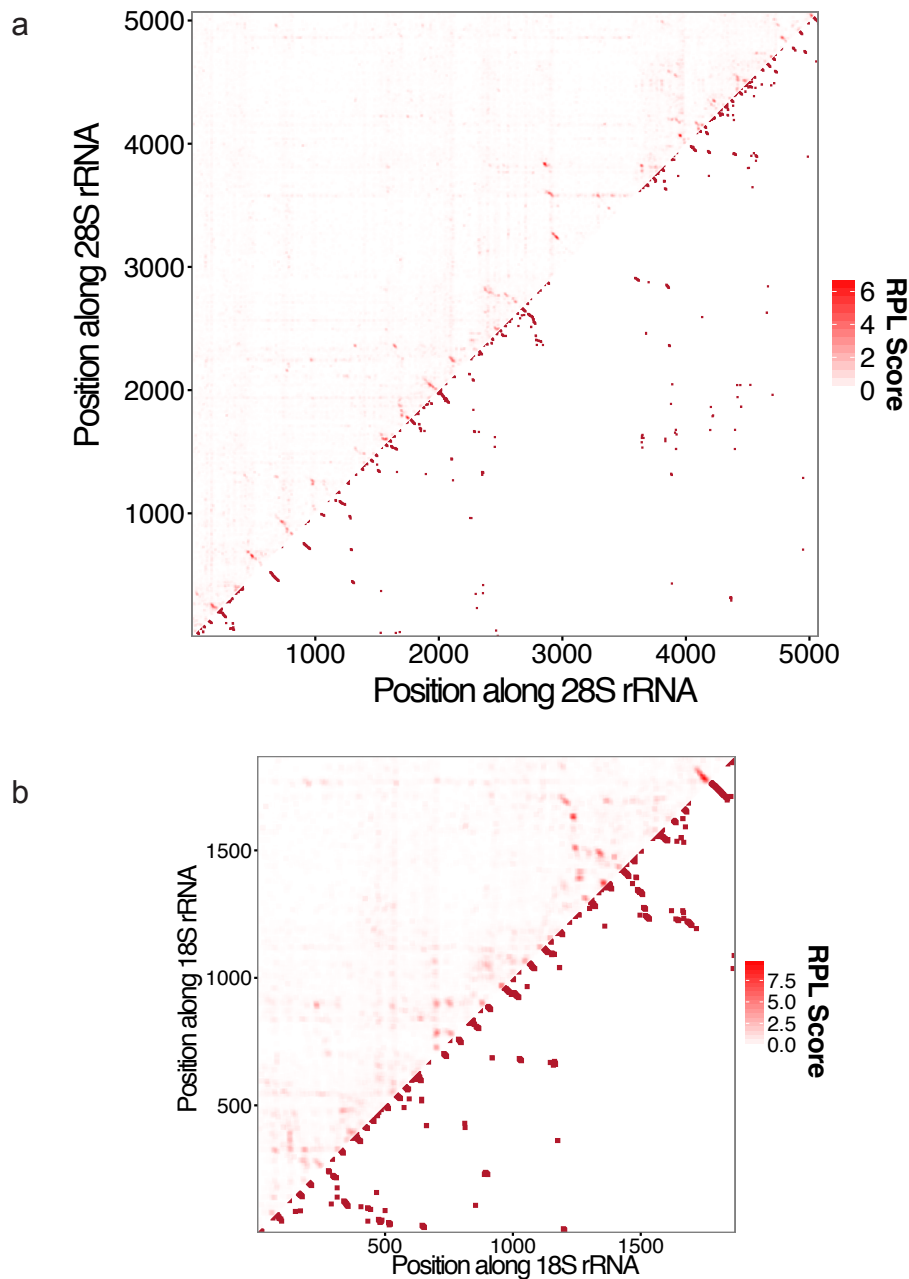 a
5000
4000
3000
2000
1000
Position along 28S rRNA
1000 2000 3000 4000 5000
Position along 28S rRNA
6
4
2
0
RPL Score
b
1500
1000
500
Position along 18S rRNA
500 1000 1500
Position along 18S rRNA
7.5
5.0
2.5
0.0
RPL Score